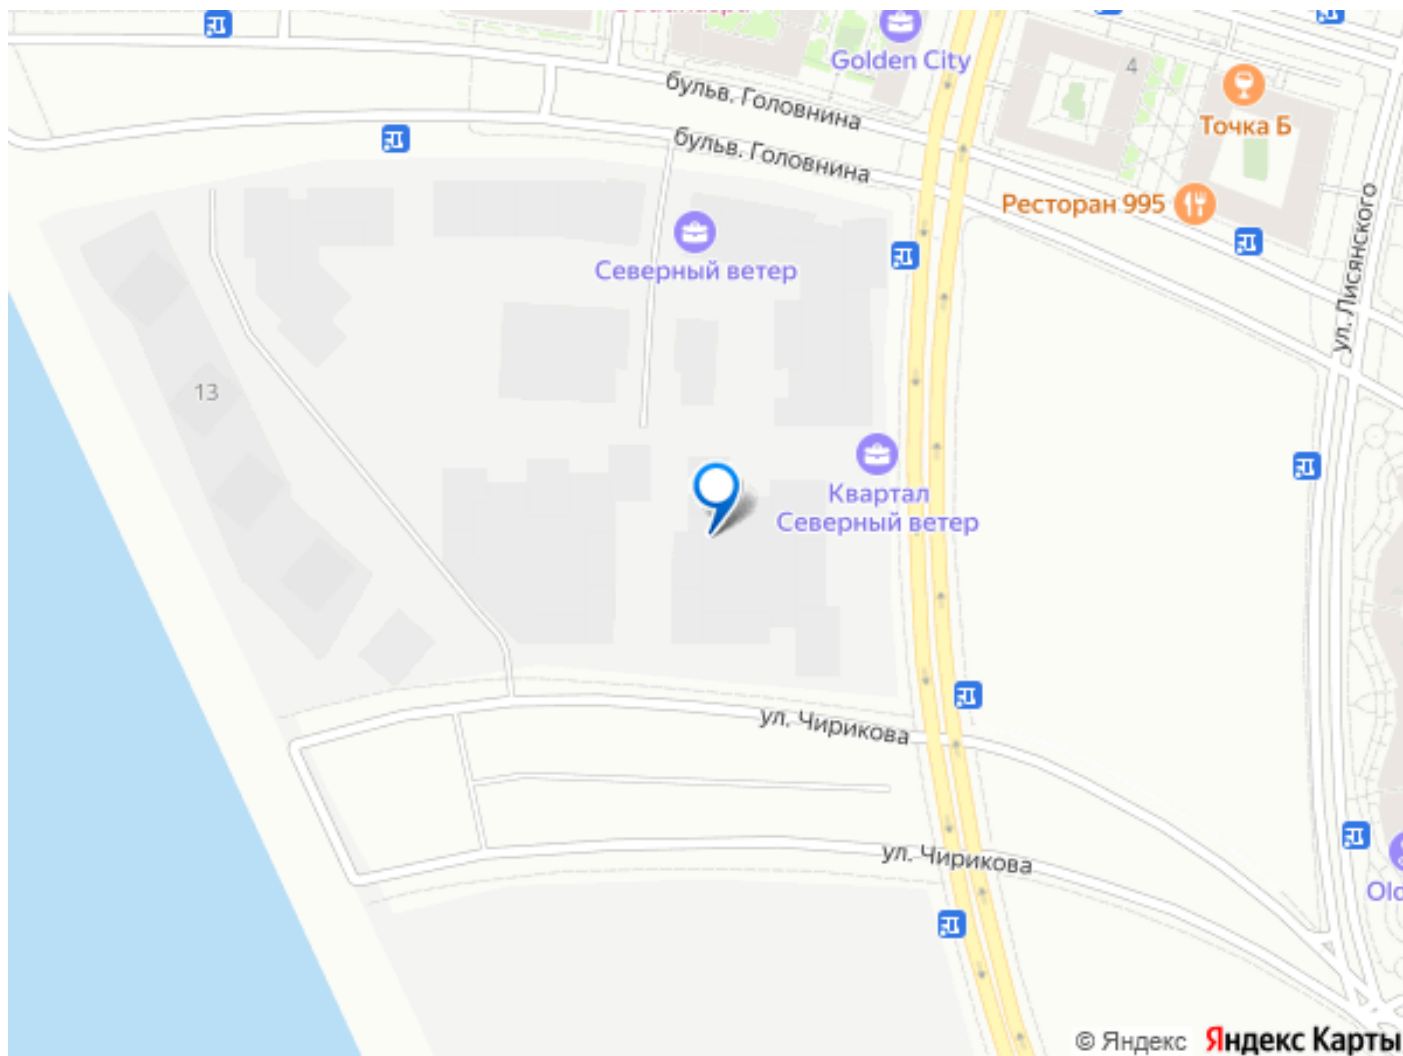 Golden City
4
бульв. Головнина
Точка Б
бульв. Головнина
Ресторан 995
ул. Лисянского
Северный ветер
13
Квартал
Северный ветер
ул. Чирикова
ул. Чирикова
Old
© Яндекс
Яндекс Карты